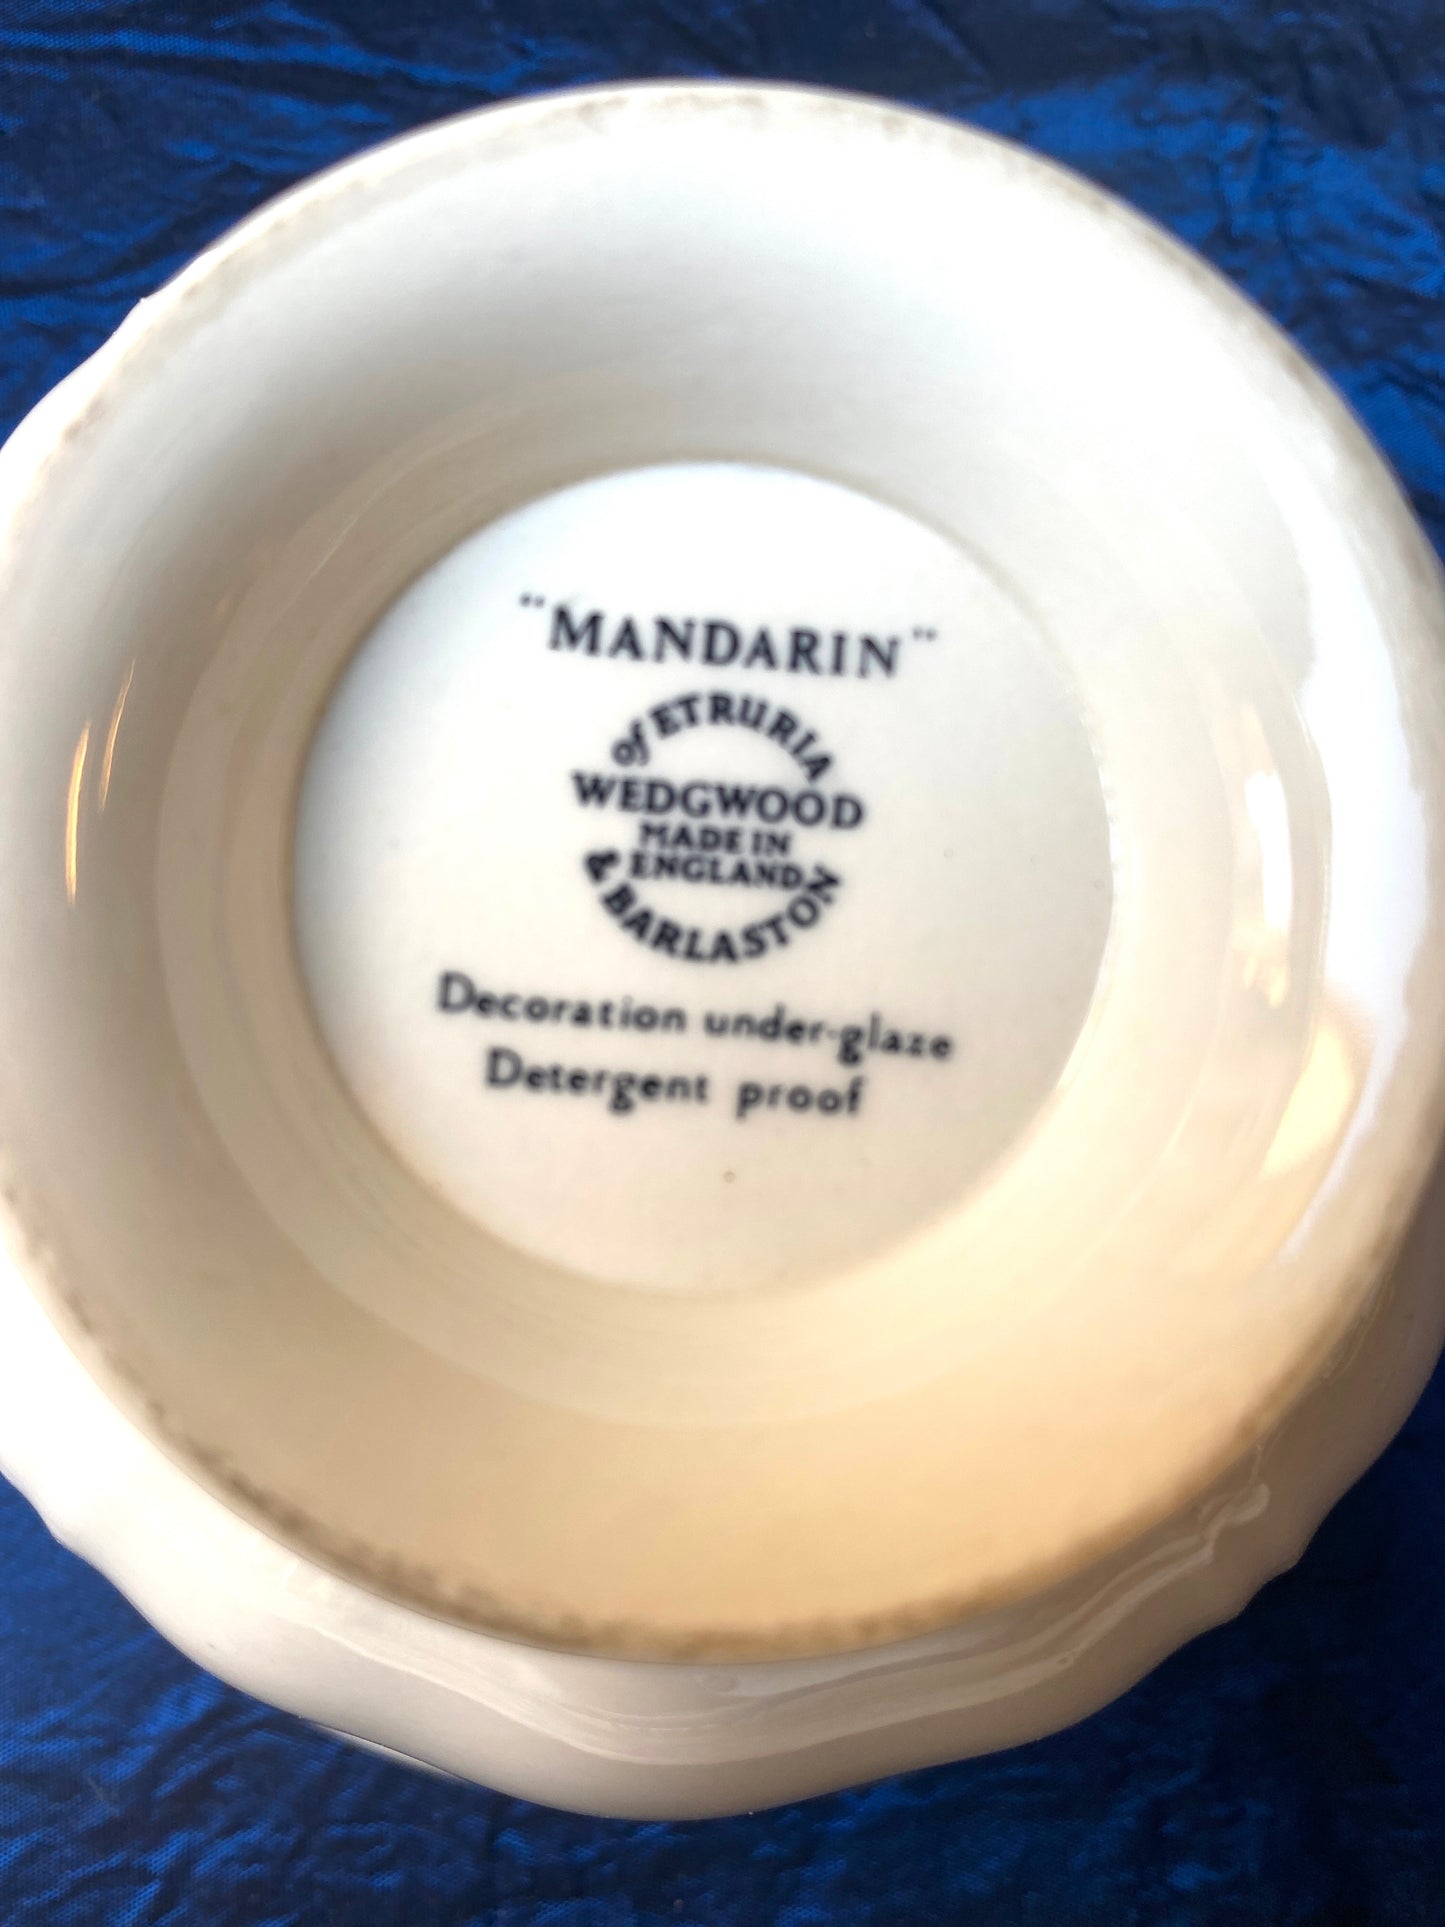 "MANDARIN"
of ETRURIA
WEDGWOOD
MADE IN
ENGLAND
& BARLASTON
Decoration under-glaze
Detergent proof